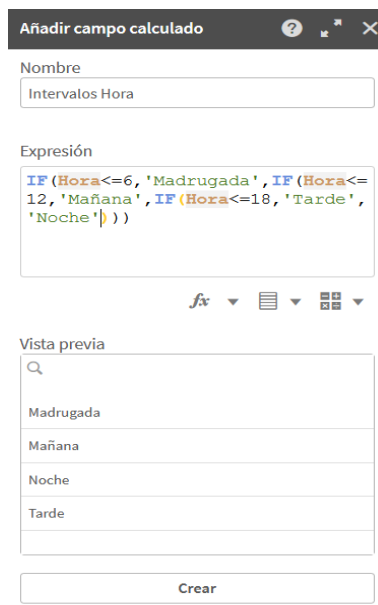 Añadir campo calculado
Nombre
Intervalos Hora
Expresión
IF(Hora<=6,'Madrugada',IF(Hora<=
12,'Mañana',IF(Hora<=18,'Tarde',
'Noche')))
fx
Vista previa
Madrugada
Mañana
Noche
Tarde
Crear